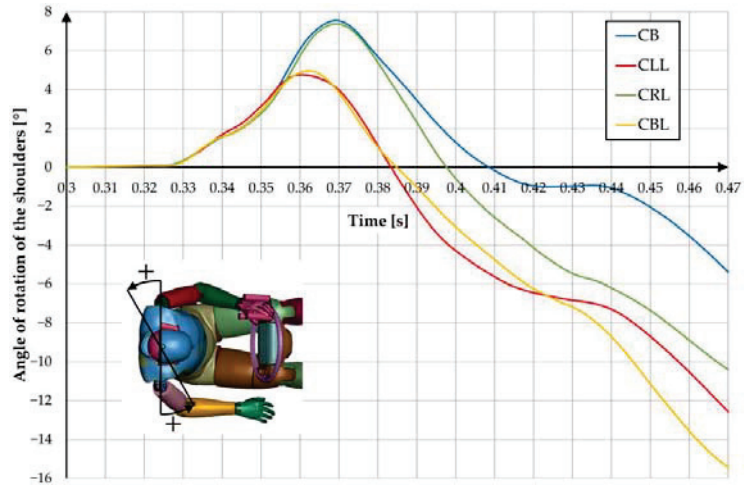 8
6
4
2
0
−2
−4
−6
−8
−10
−12
−14
−16
Angle of rotation of the shoulders [°]
0.3 0.31 0.32 0.33 0.34 0.35 0.36 0.37 0.38 0.39 0.4 0.41 0.42 0.43 0.44 0.45 0.46 0.47
Time [s]
CB
CLL
CRL
CBL
+
+